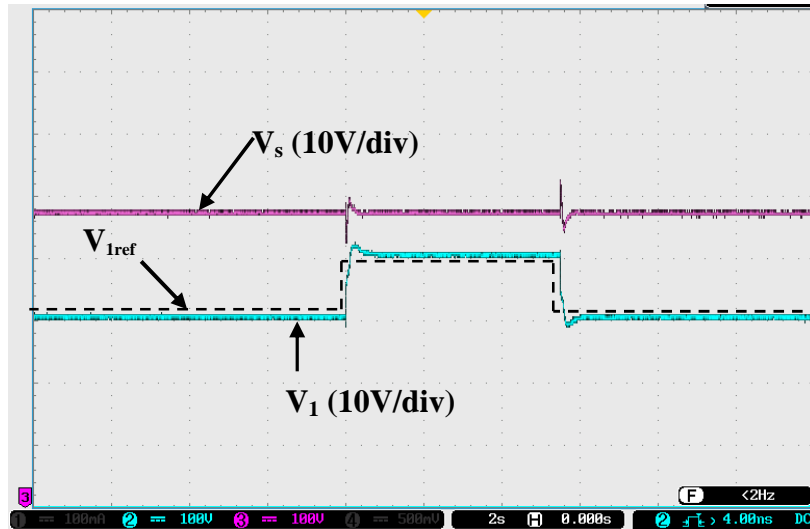 Vs (10V/div)
V1ref
V1 (10V/div)
3
F <2Hz
1 100mA 2 100V 3 100V 4 500mV 2s H 0.000s 2 > 4.00ns